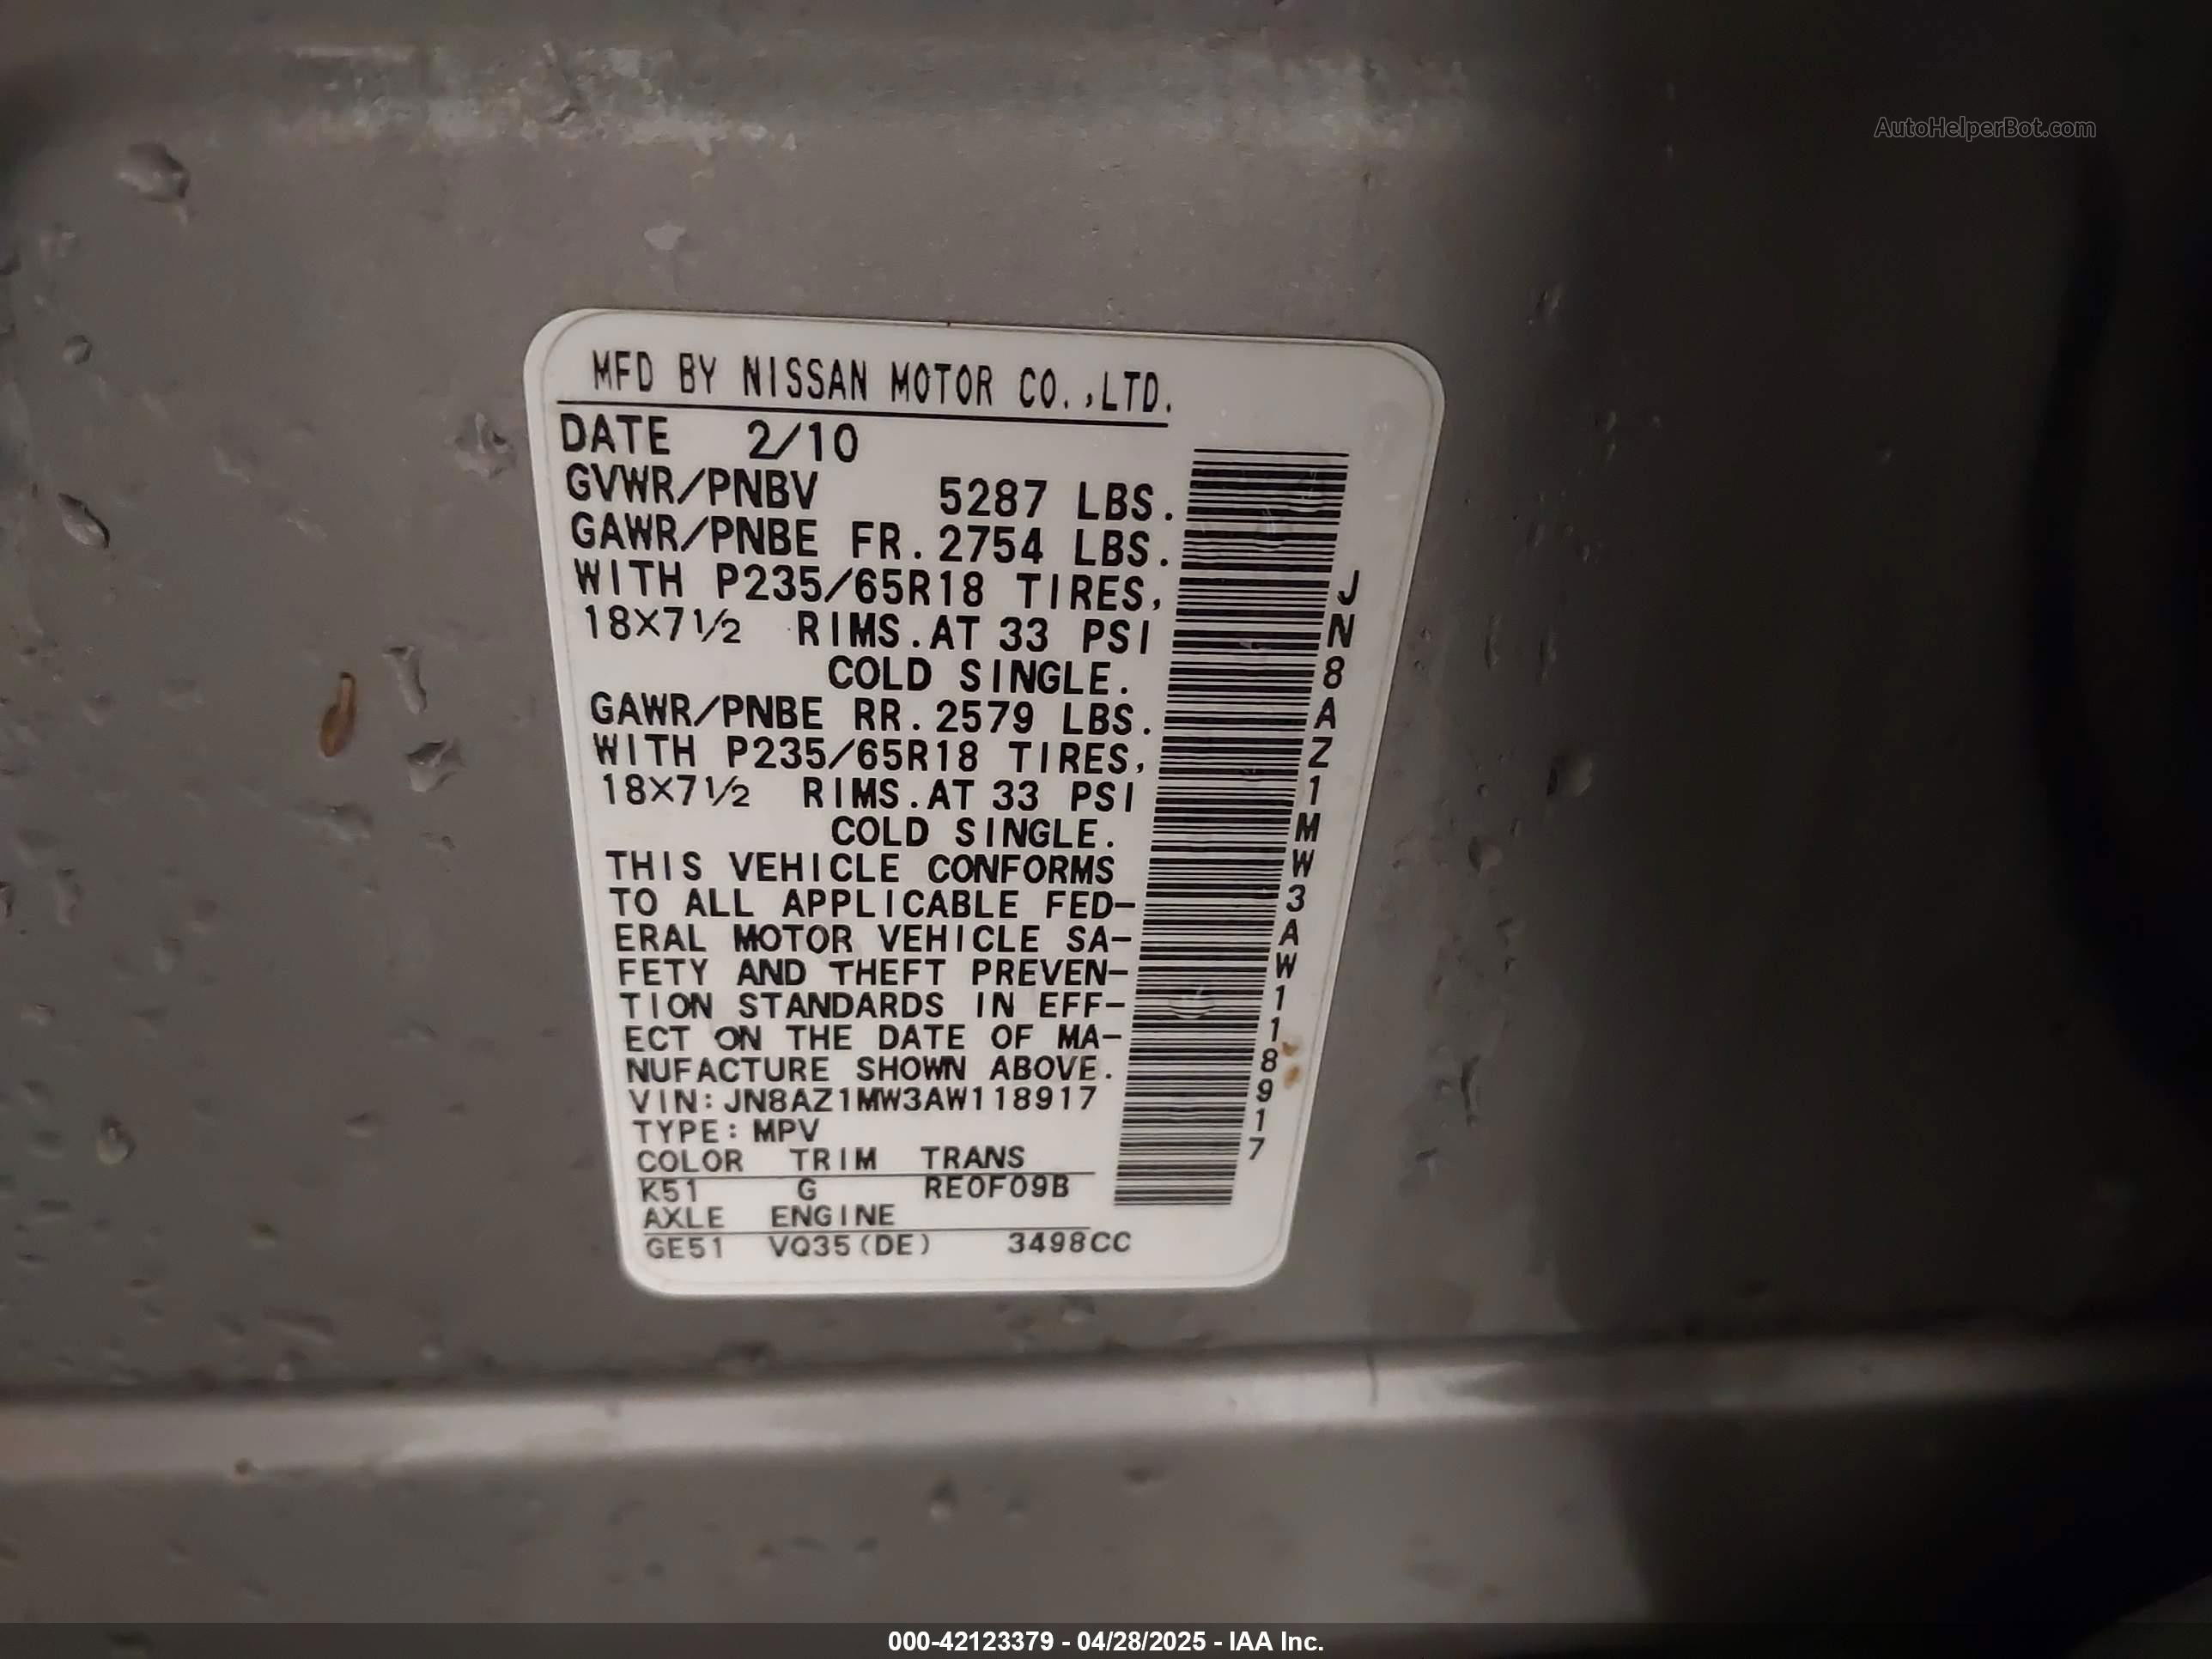 AutoHelperBot.com
MFD BY NISSAN MOTOR CO.,LTD.
DATE 2/10
GVWR/PNBV 5287 LBS.
GAWR/PNBE FR. 2754 LBS.
WITH P235/65R18 TIRES,
18X7½ RIMS.AT 33 PSI
COLD SINGLE.
GAWR/PNBE RR. 2579 LBS.
WITH P235/65R18 TIRES,
18X7½ RIMS.AT 33 PSI
COLD SINGLE.
THIS VEHICLE CONFORMS
TO ALL APPLICABLE FED-
ERAL MOTOR VEHICLE SA-
FETY AND THEFT PREVEN-
TION STANDARDS IN EFF-
ECT ON THE DATE OF MA-
NUFACTURE SHOWN ABOVE.
VIN:JN8AZ1MW3AW118917
TYPE:MPV
COLOR TRIM TRANS
K51 G RE0F09B
AXLE ENGINE
GE51 VQ35(DE) 3498CC
JN8AZ1MW3AW118917
000-42123379 - 04/28/2025 - IAA Inc.